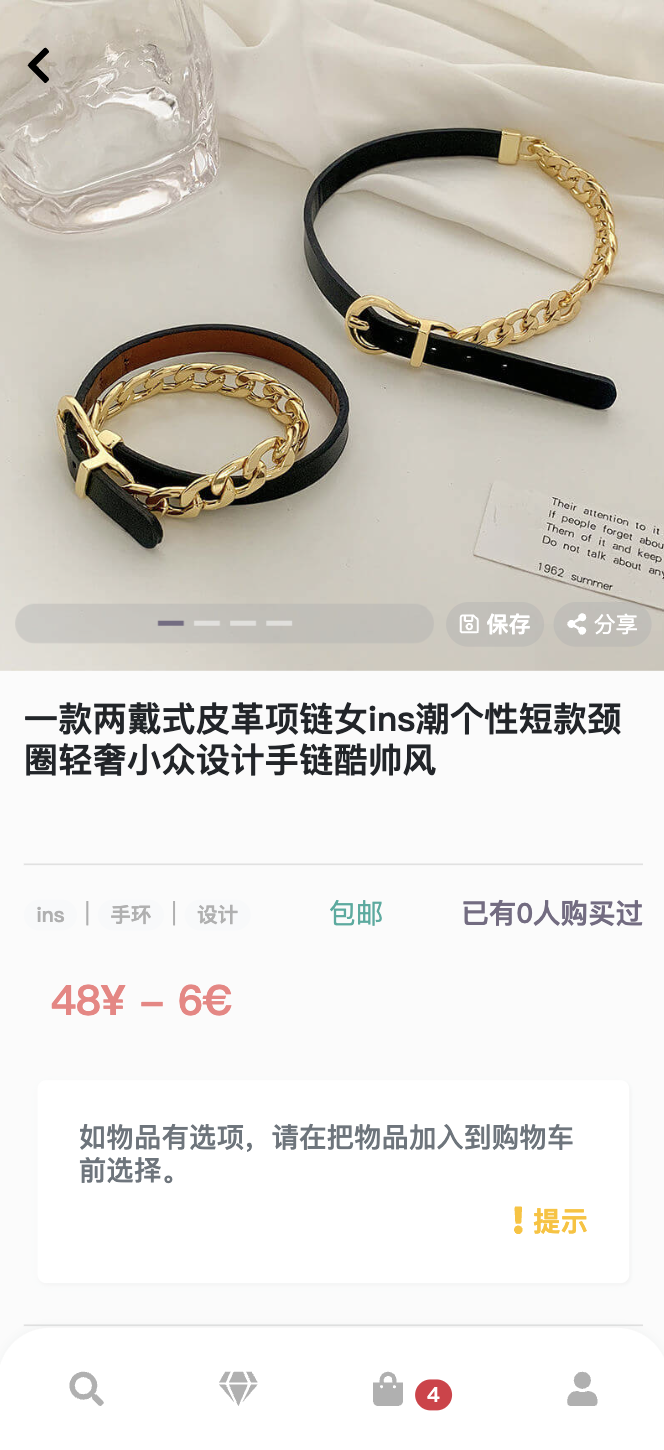 Their attention to it
If people forget abou
Them of it and keep
Do not talk about any
1962 summer
保存
分享
一款两戴式皮革项链女ins潮个性短款颈
圈轻奢小众设计手链酷帅风
ins | 手环 | 设计 包邮 已有0人购买过
48¥ – 6€
如物品有选项，请在把物品加入到购物车
前选择。
提示
4